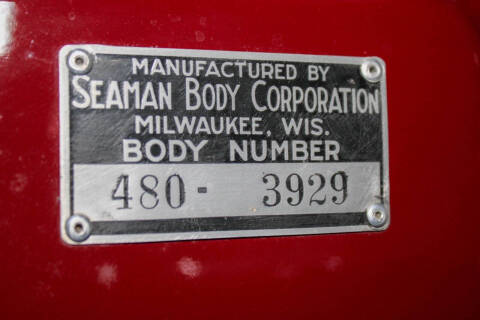 MANUFACTURED BY
SEAMAN BODY CORPORATION
MILWAUKEE, WIS.
BODY NUMBER
480- 3929